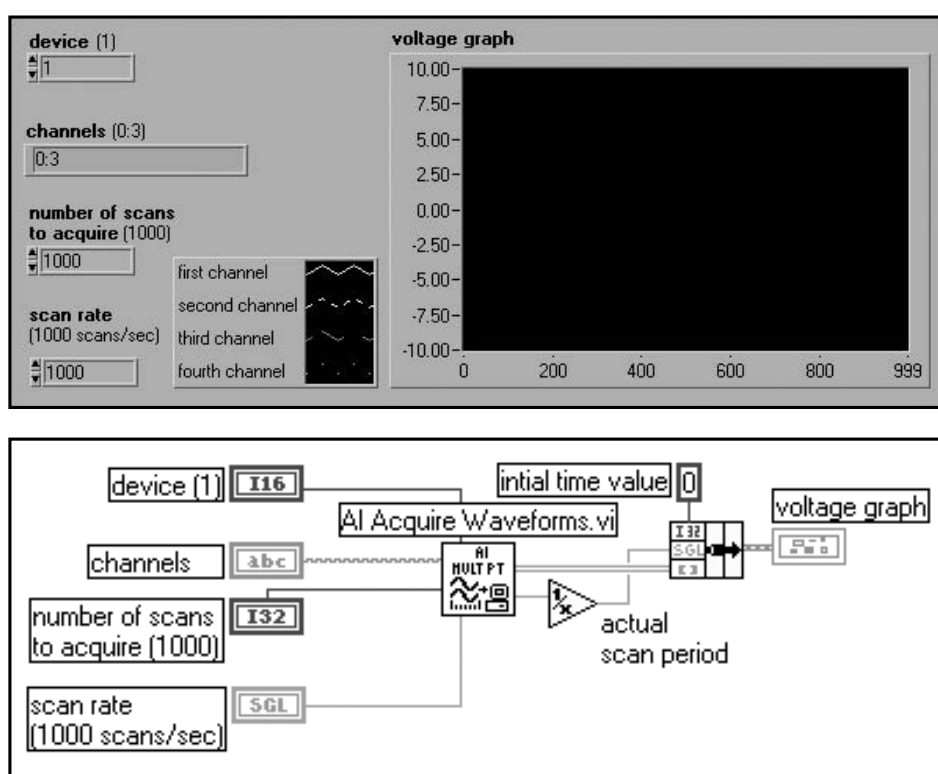 device (1)
1
channels (0:3)
0:3
number of scans
to acquire (1000)
1000
scan rate
(1000 scans/sec)
1000
first channel
second channel
third channel
fourth channel
voltage graph
10.00
7.50
5.00
2.50
0.00
-2.50
-5.00
-7.50
-10.00
0 200 400 600 800 999
device (1)
I16
channels
abc
number of scans
to acquire (1000)
I32
scan rate
(1000 scans/sec)
SGL
AI Acquire Waveforms.vi
AI
MULT PT
1/x
actual
scan period
intial time value
0
I32
SGL
voltage graph